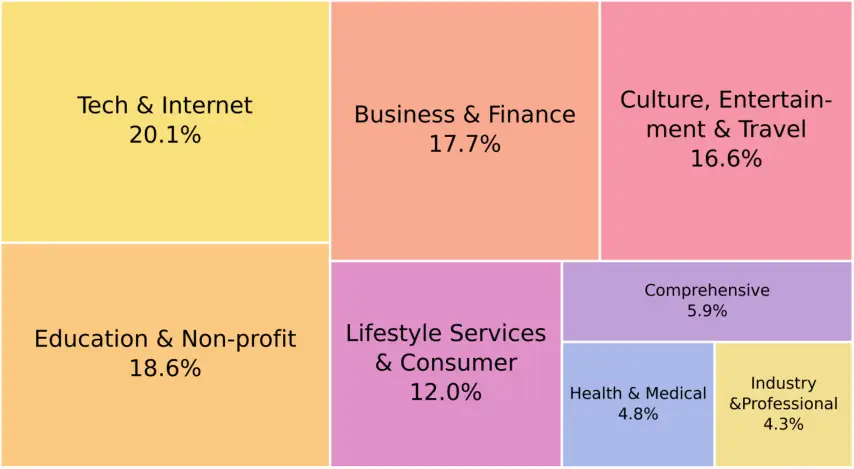 Tech & Internet
20.1%
Business & Finance
17.7%
Culture, Entertain-
ment & Travel
16.6%
Education & Non-profit
18.6%
Lifestyle Services
& Consumer
12.0%
Comprehensive
5.9%
Health & Medical
4.8%
Industry
&Professional
4.3%